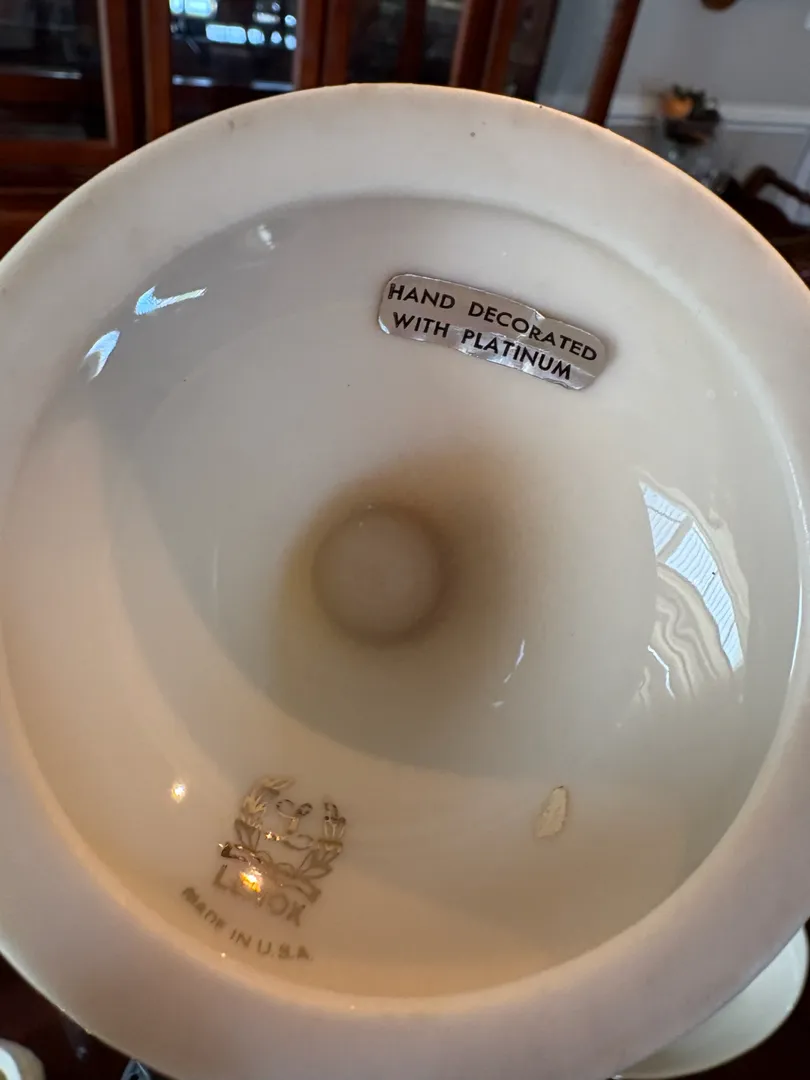 HAND DECORATED
WITH PLATINUM
LENOX
MADE IN U.S.A.